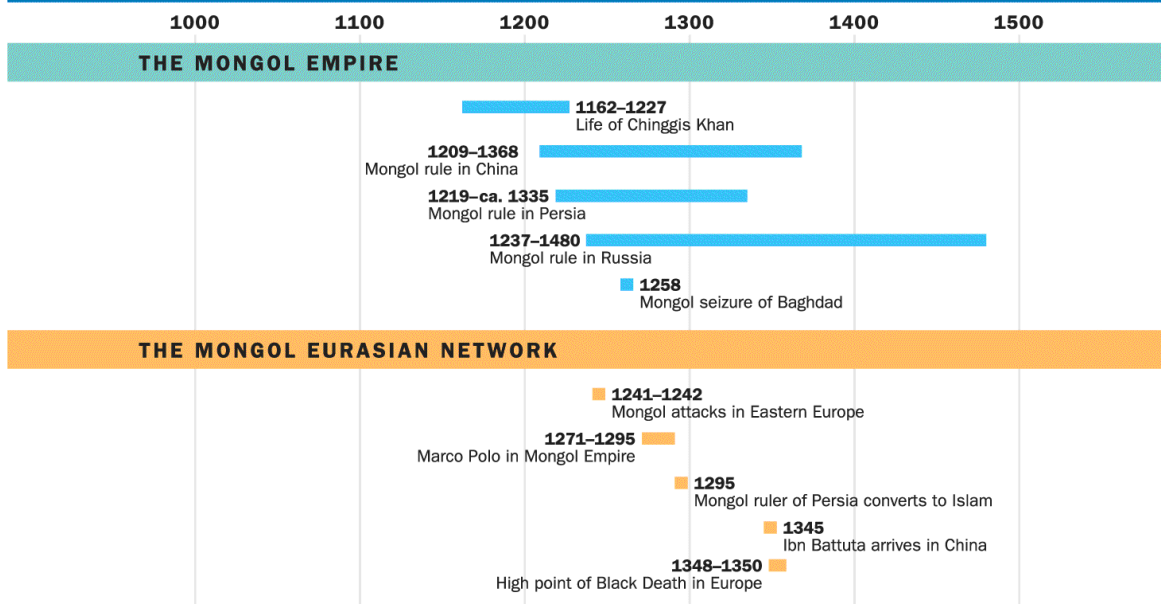 1000 1100 1200 1300 1400 1500
THE MONGOL EMPIRE
1162–1227
Life of Chinggis Khan
1209–1368
Mongol rule in China
1219–ca. 1335
Mongol rule in Persia
1237–1480
Mongol rule in Russia
1258
Mongol seizure of Baghdad
THE MONGOL EURASIAN NETWORK
1241–1242
Mongol attacks in Eastern Europe
1271–1295
Marco Polo in Mongol Empire
1295
Mongol ruler of Persia converts to Islam
1345
Ibn Battuta arrives in China
1348–1350
High point of Black Death in Europe